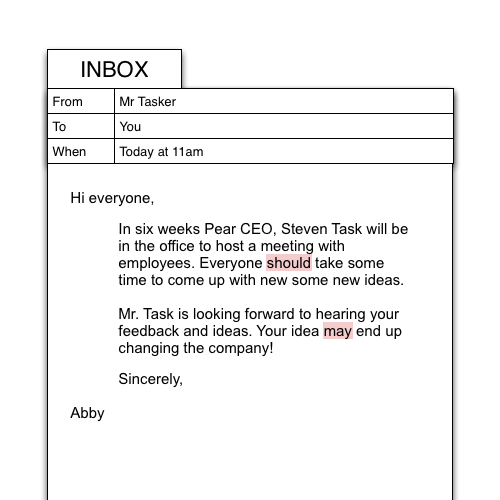 INBOX
From Mr Tasker
To You
When Today at 11am
Hi everyone,
In six weeks Pear CEO, Steven Task will be
in the office to host a meeting with
employees. Everyone should take some
time to come up with new some new ideas.
Mr. Task is looking forward to hearing your
feedback and ideas. Your idea may end up
changing the company!
Sincerely,
Abby